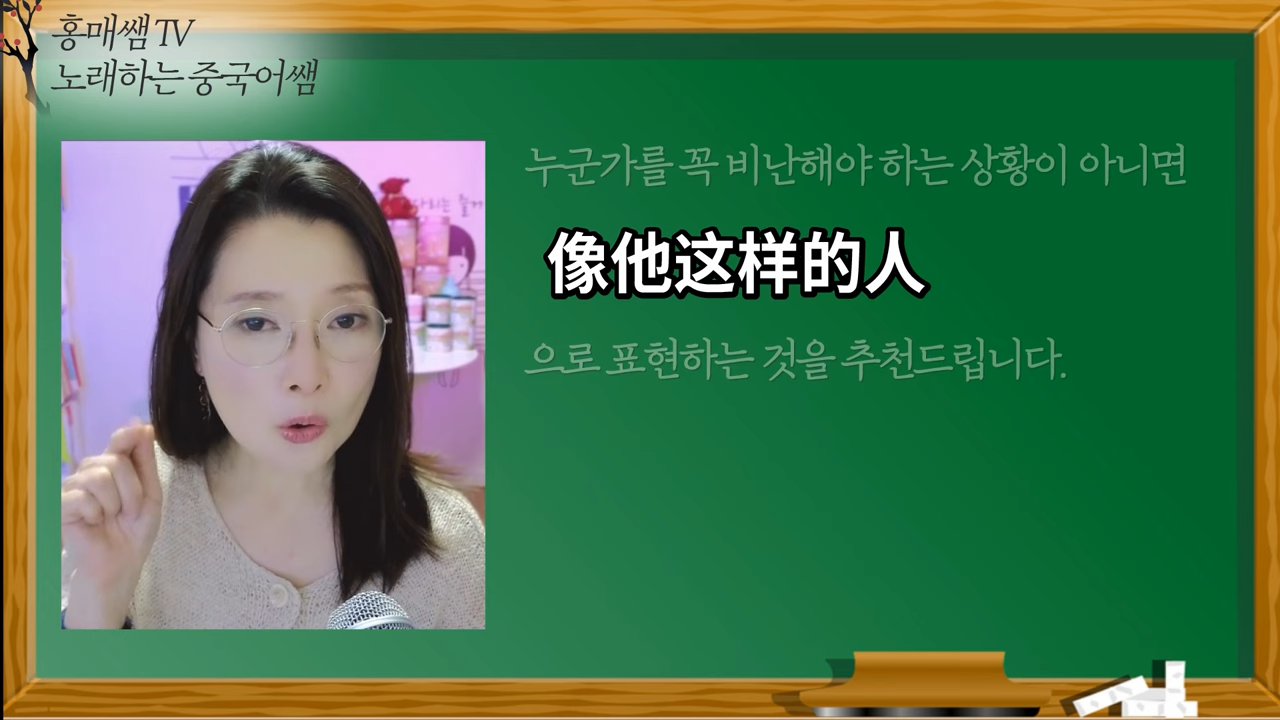 홍매쌤 TV
노래하는 중국어쌤
누군가를 꼭 비난해야 하는 상황이 아니면
像他这样的人
으로 표현하는 것을 추천드립니다.